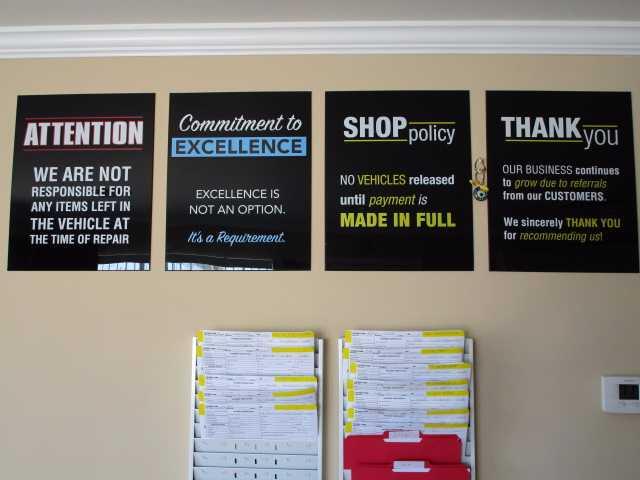 ATTENTION
WE ARE NOT
RESPONSIBLE FOR
ANY ITEMS LEFT IN
THE VEHICLE AT
THE TIME OF REPAIR
Commitment to
EXCELLENCE
EXCELLENCE IS
NOT AN OPTION.
It's a Requirement.
SHOP policy
NO VEHICLES released
until payment is
MADE IN FULL
THANK you
OUR BUSINESS continues
to grow due to referrals
from our CUSTOMERS.
We sincerely THANK YOU
for recommending us!